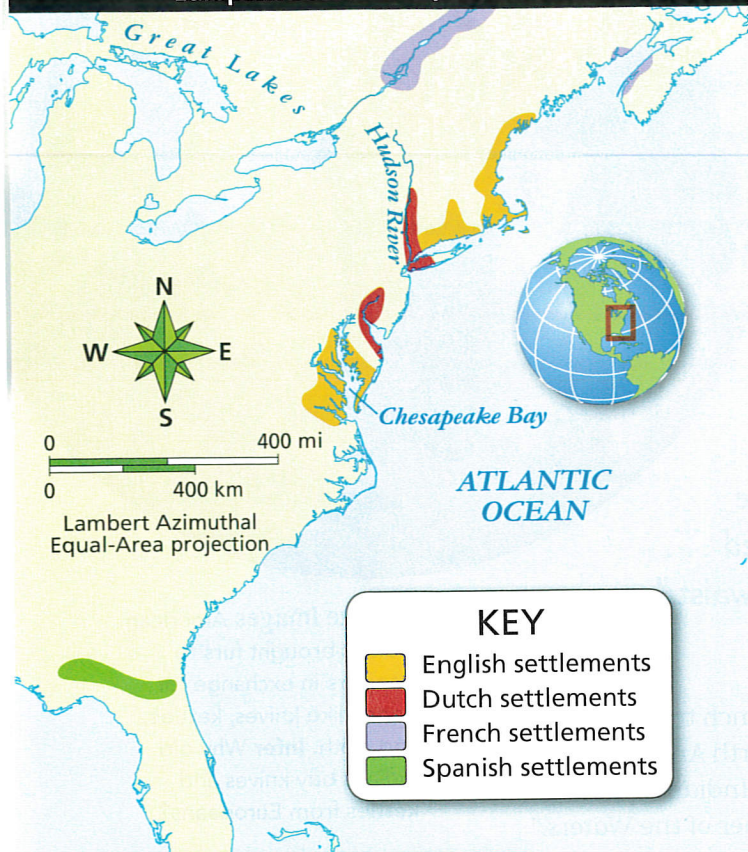 Great Lakes
Hudson River
N
W
E
S
Chesapeake Bay
0
400 mi
0
400 km
Lambert Azimuthal
Equal-Area projection
ATLANTIC
OCEAN
KEY
English settlements
Dutch settlements
French settlements
Spanish settlements